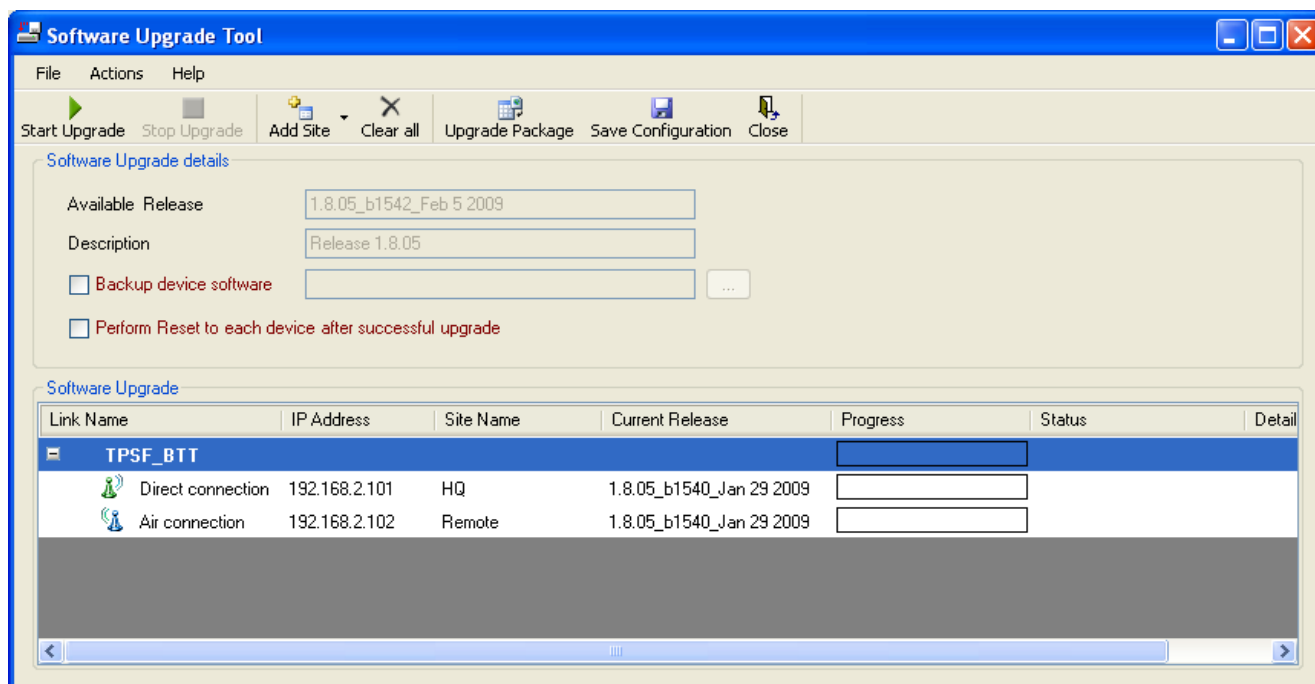 Software Upgrade Tool
File Actions Help
Start Upgrade Stop Upgrade Add Site Clear all Upgrade Package Save Configuration Close
Software Upgrade details
Available Release 1.8.05_b1542_Feb 5 2009
Description Release 1.8.05
Backup device software ...
Perform Reset to each device after successful upgrade
Software Upgrade
Link Name IP Address Site Name Current Release Progress Status Detail
TPSF_BTT
Direct connection 192.168.2.101 HQ 1.8.05_b1540_Jan 29 2009
Air connection 192.168.2.102 Remote 1.8.05_b1540_Jan 29 2009